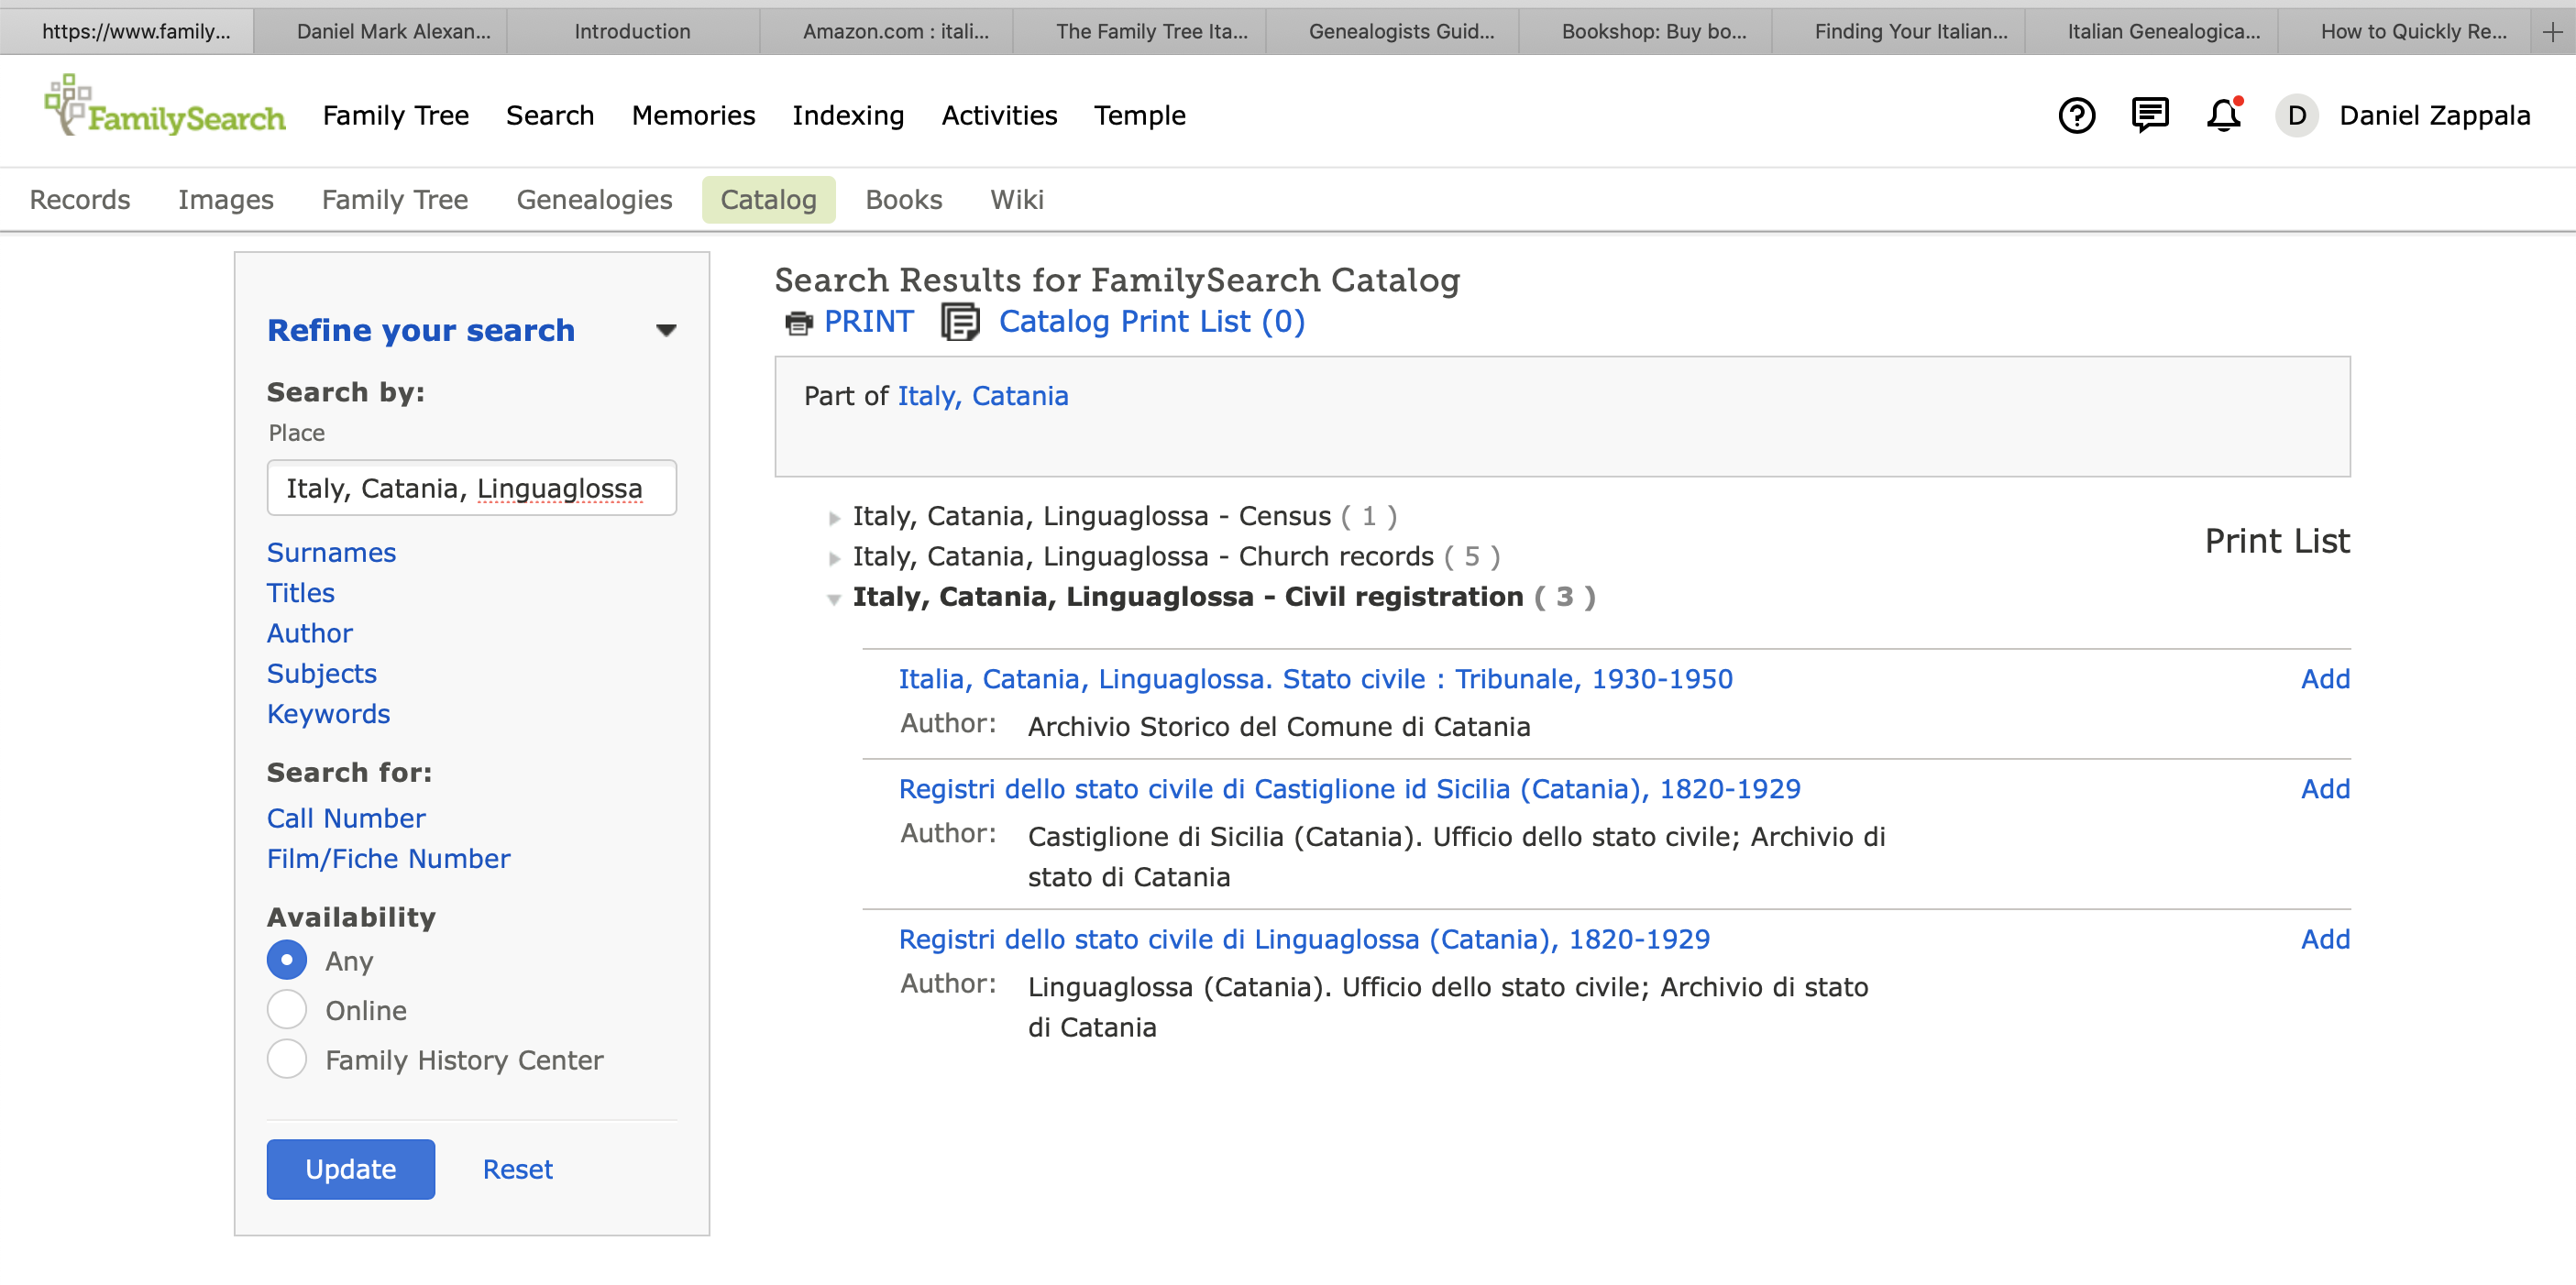 https://www.family...
Daniel Mark Alexan...
Introduction
Amazon.com : itali...
The Family Tree Ita...
Genealogists Guid...
Bookshop: Buy bo...
Finding Your Italian...
Italian Genealogica...
How to Quickly Re...
FamilySearch
Family Tree
Search
Memories
Indexing
Activities
Temple
D
Daniel Zappala
Records
Images
Family Tree
Genealogies
Catalog
Books
Wiki
Refine your search
Search by:
Place
Italy, Catania, Linguaglossa
Surnames
Titles
Author
Subjects
Keywords
Search for:
Call Number
Film/Fiche Number
Availability
Any
Online
Family History Center
Update
Reset
Search Results for FamilySearch Catalog
PRINT
Catalog Print List (0)
Part of Italy, Catania
Print List
Italy, Catania, Linguaglossa - Census ( 1 )
Italy, Catania, Linguaglossa - Church records ( 5 )
Italy, Catania, Linguaglossa - Civil registration ( 3 )
Italia, Catania, Linguaglossa. Stato civile : Tribunale, 1930-1950
Add
Author: Archivio Storico del Comune di Catania
Registri dello stato civile di Castiglione id Sicilia (Catania), 1820-1929
Add
Author: Castiglione di Sicilia (Catania). Ufficio dello stato civile; Archivio di
stato di Catania
Registri dello stato civile di Linguaglossa (Catania), 1820-1929
Add
Author: Linguaglossa (Catania). Ufficio dello stato civile; Archivio di stato
di Catania